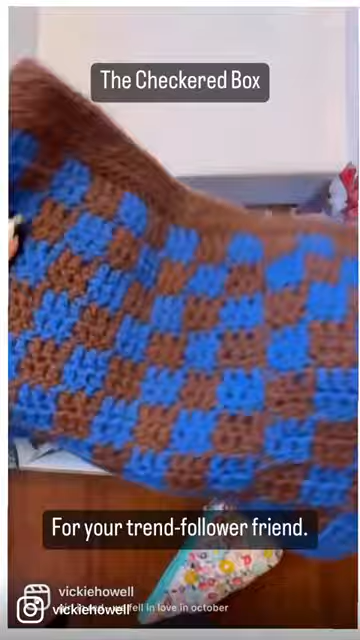 The Checkered Box
For your trend-follower friend.
vickiehowell
fell in love in october
vickiehowell